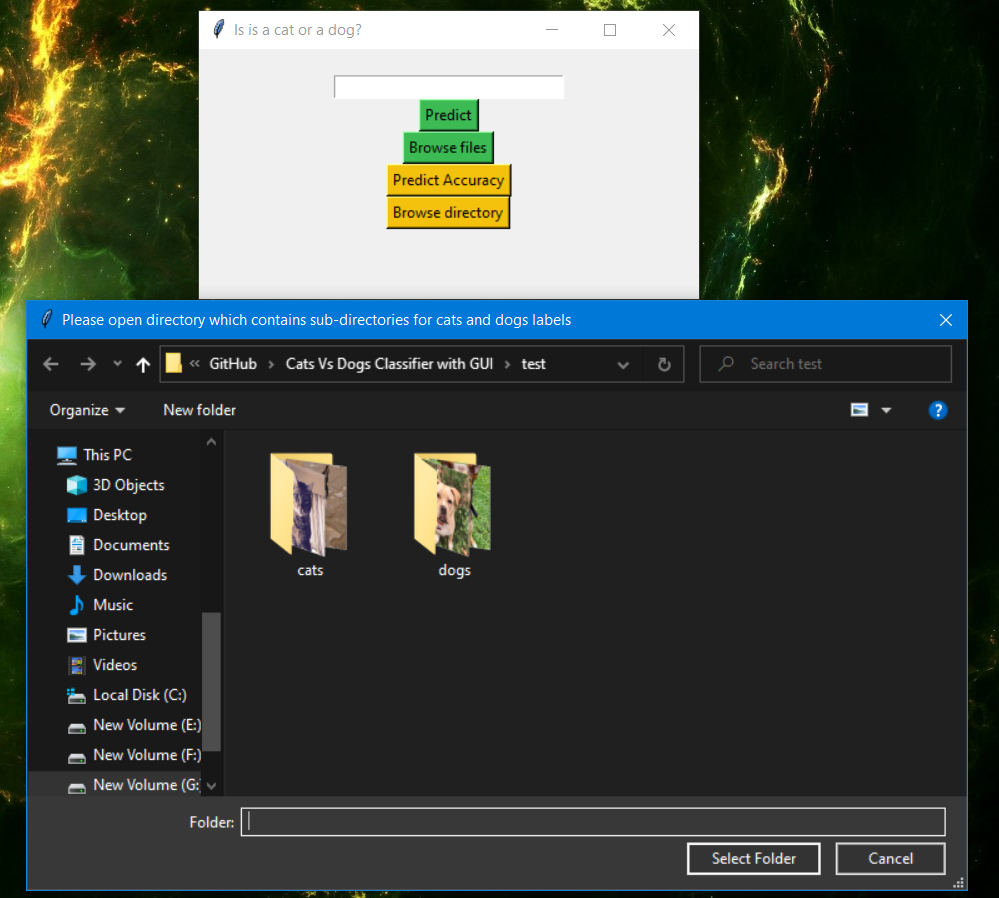 Is is a cat or a dog?
Predict
Browse files
Predict Accuracy
Browse directory
Please open directory which contains sub-directories for cats and dogs labels
« GitHub › Cats Vs Dogs Classifier with GUI › test
Search test
Organize
New folder
?
This PC
3D Objects
Desktop
Documents
Downloads
Music
Pictures
Videos
Local Disk (C:)
New Volume (E:)
New Volume (F:)
New Volume (G:
cats
dogs
Folder:
Select Folder
Cancel